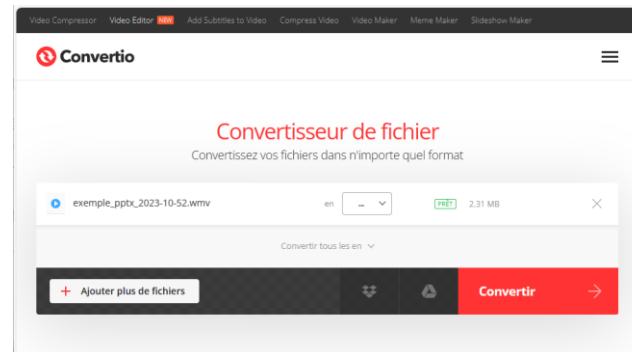 Video Compressor Video Editor NEW Add Subtitles to Video Compress Video Video Maker Meme Maker Slideshow Maker
Convertio
Convertisseur de fichier
Convertissez vos fichiers dans n'importe quel format
exemple_pptx_2023-10-52.wmv en ... PRÊT 2.31 MB
Convertir tous les en
+ Ajouter plus de fichiers Convertir